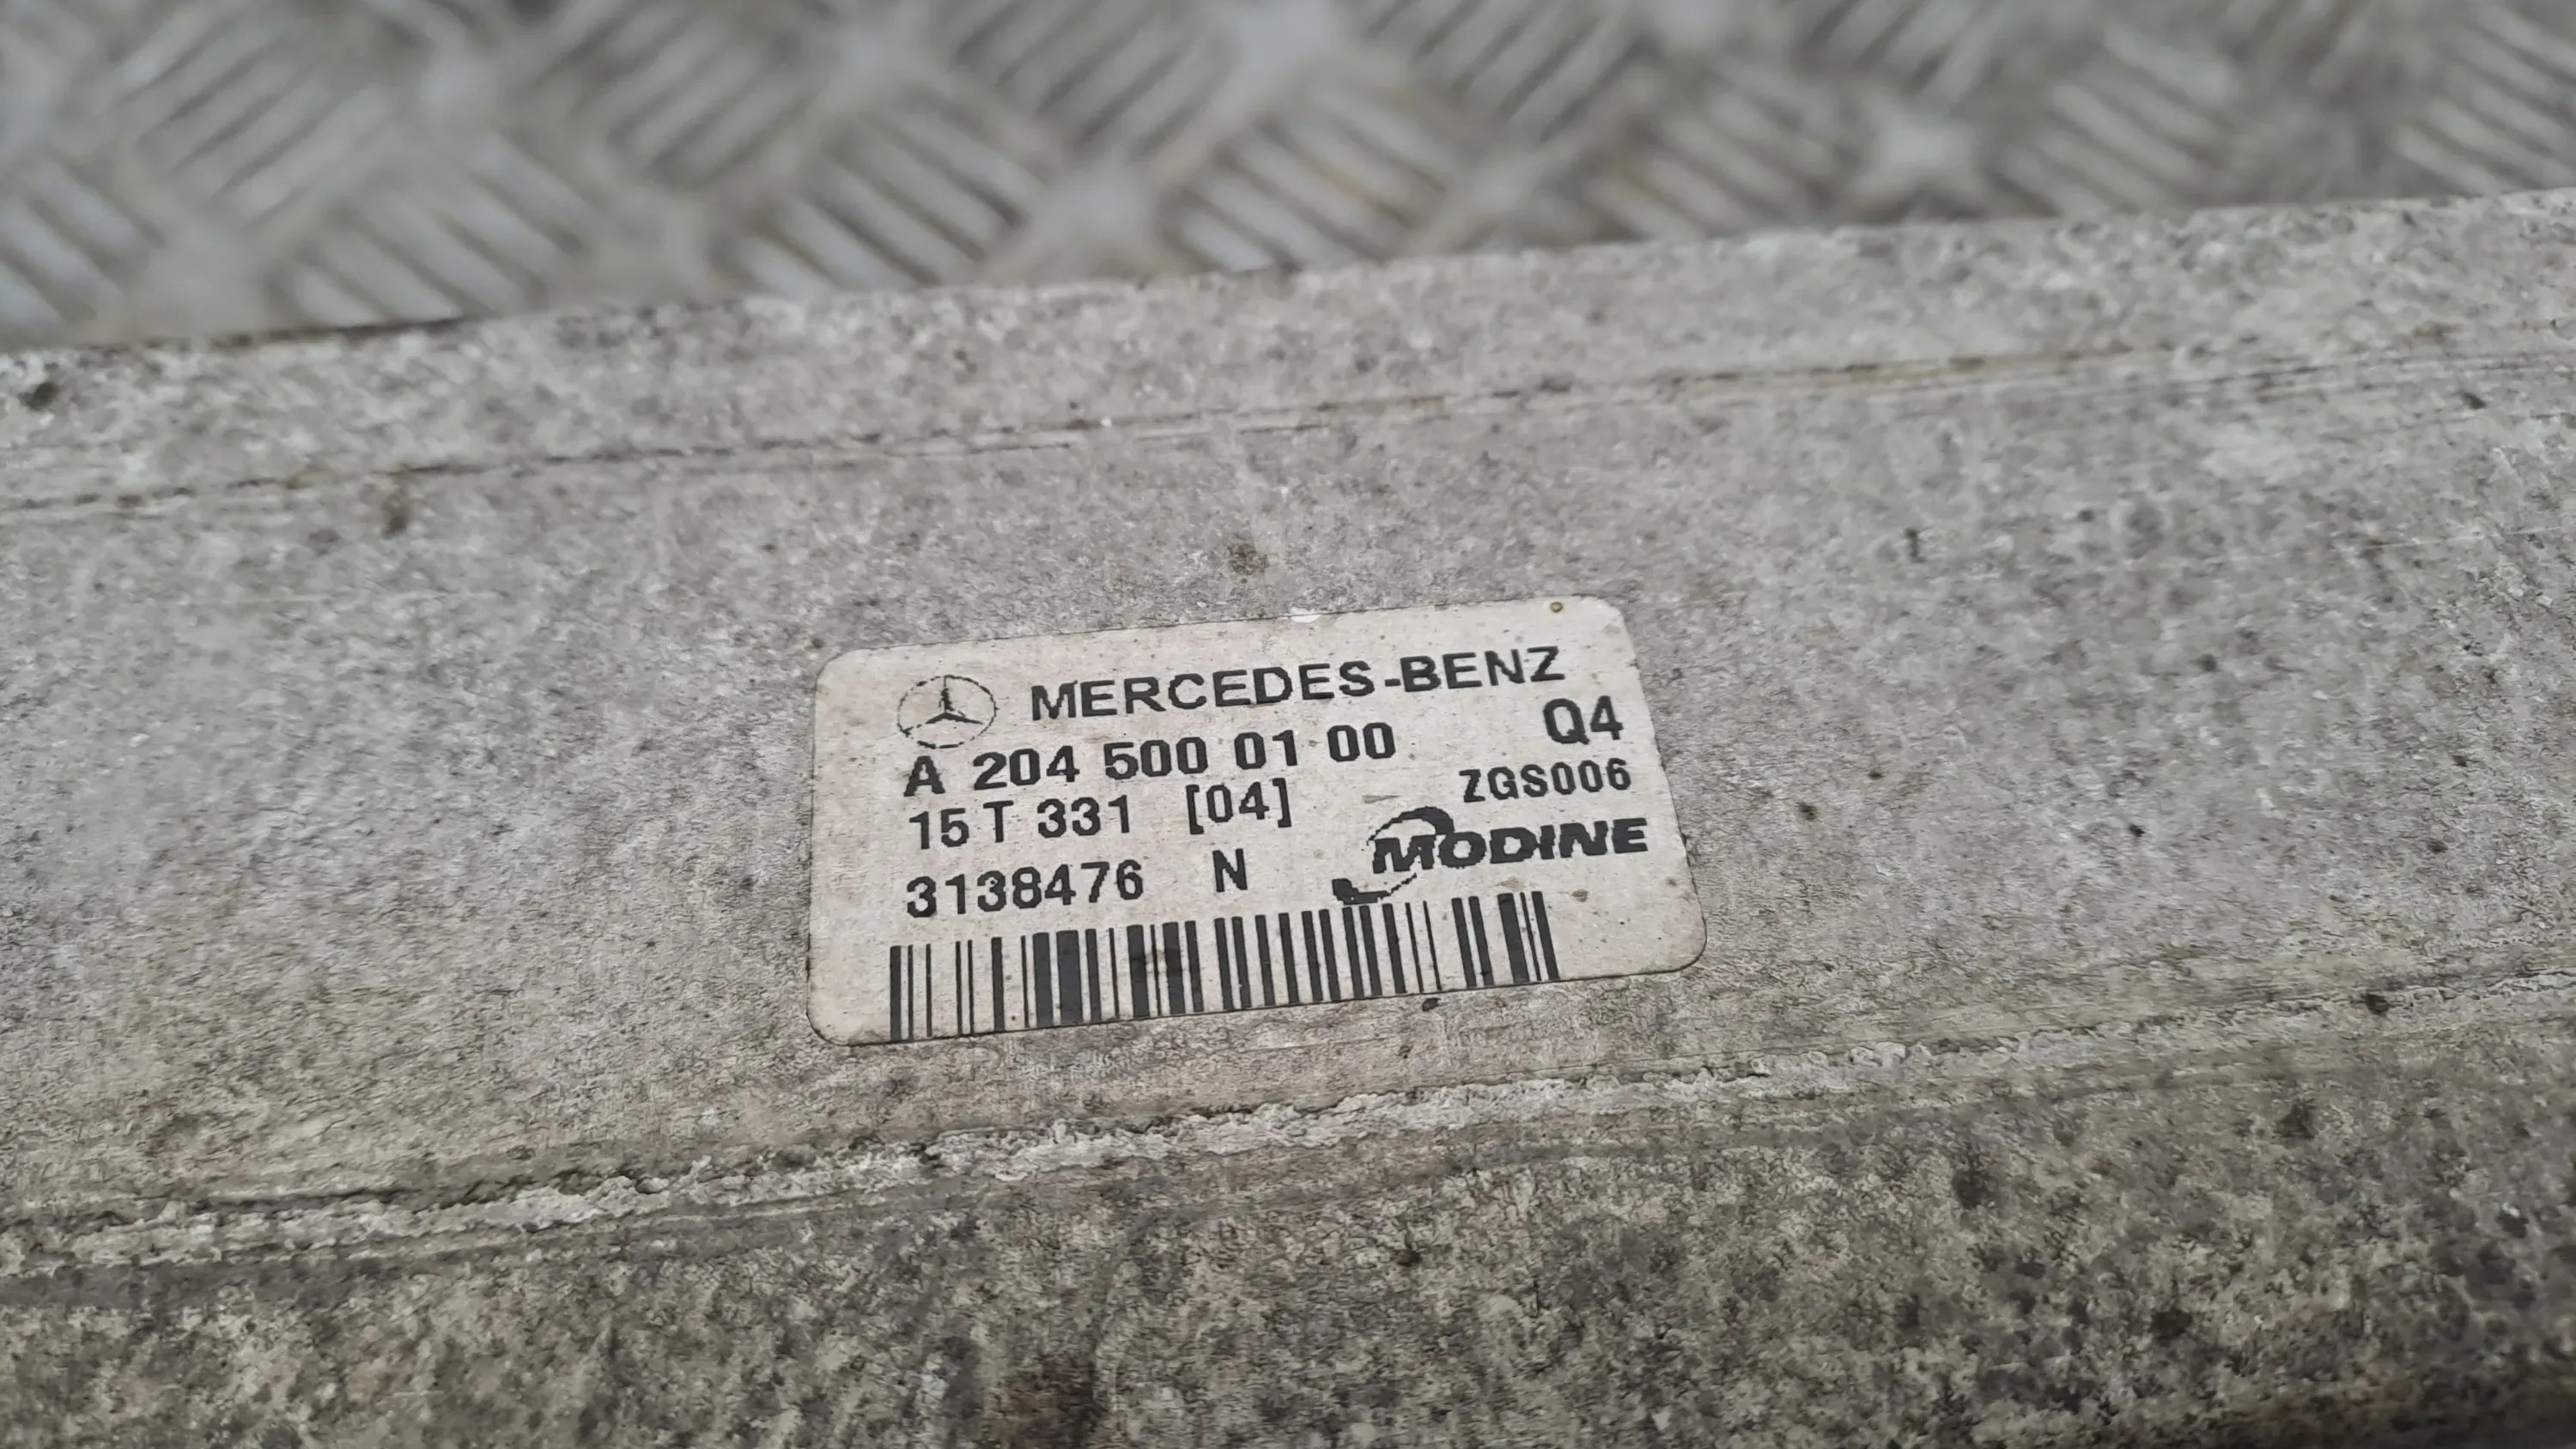 MERCEDES-BENZ
A 204 500 01 00 Q4
15 T 331 [04] ZGS006
MODINE
3138476 N